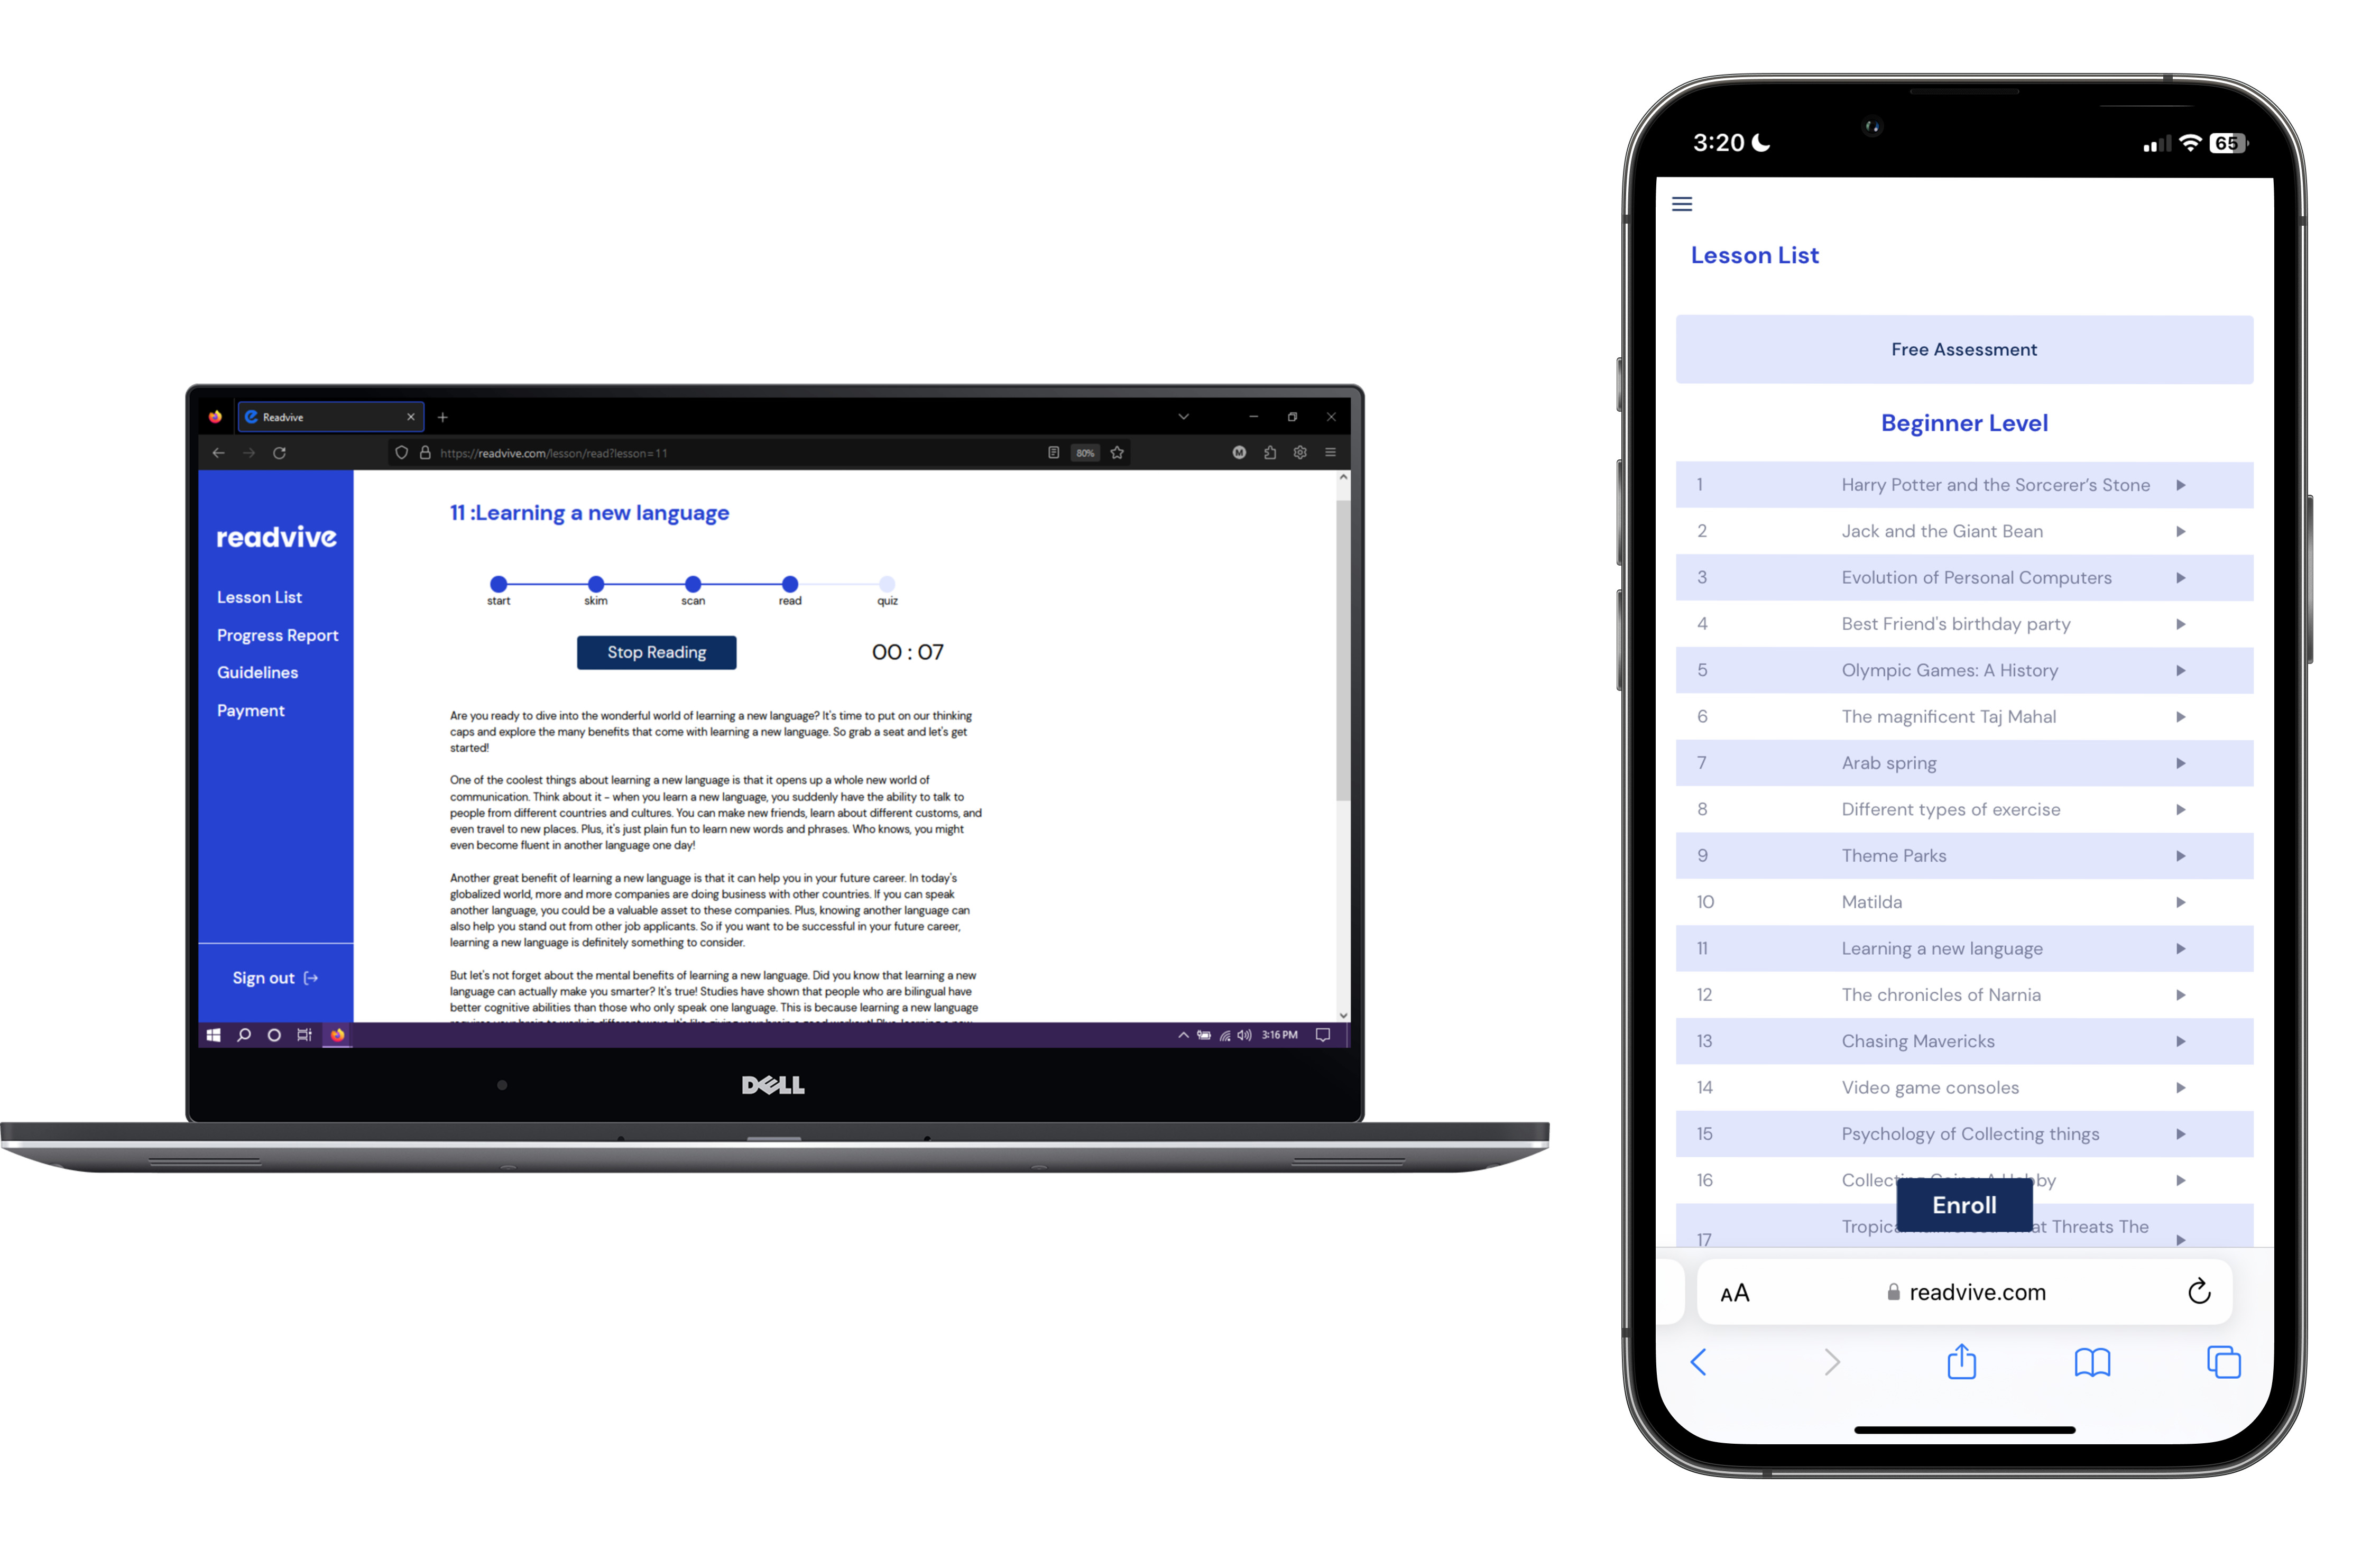 Readvive
https://readvive.com/lesson/read?lesson=11
80%
M
readvive
Lesson List
Progress Report
Guidelines
Payment
Sign out
11 :Learning a new language
start
skim
scan
read
quiz
Stop Reading
00 : 07
Are you ready to dive into the wonderful world of learning a new language? It's time to put on our thinking
caps and explore the many benefits that come with learning a new language. So grab a seat and let's get
started!
One of the coolest things about learning a new language is that it opens up a whole new world of
communication. Think about it - when you learn a new language, you suddenly have the ability to talk to
people from different countries and cultures. You can make new friends, learn about different customs, and
even travel to new places. Plus, it's just plain fun to learn new words and phrases. Who knows, you might
even become fluent in another language one day!
Another great benefit of learning a new language is that it can help you in your future career. In today's
globalized world, more and more companies are doing business with other countries. If you can speak
another language, you could be a valuable asset to these companies. Plus, knowing another language can
also help you stand out from other job applicants. So if you want to be successful in your future career,
learning a new language is definitely something to consider.
But let's not forget about the mental benefits of learning a new language. Did you know that learning a new
language can actually make you smarter? It's true! Studies have shown that people who are bilingual have
better cognitive abilities than those who only speak one language. This is because learning a new language
3:16 PM
DELL
3:20
65
Lesson List
Free Assessment
Beginner Level
1 Harry Potter and the Sorcerer's Stone
2 Jack and the Giant Bean
3 Evolution of Personal Computers
4 Best Friend's birthday party
5 Olympic Games: A History
6 The magnificent Taj Mahal
7 Arab spring
8 Different types of exercise
9 Theme Parks
10 Matilda
11 Learning a new language
12 The chronicles of Narnia
13 Chasing Mavericks
14 Video game consoles
15 Psychology of Collecting things
16
Enroll
17 Threats The
AA
readvive.com